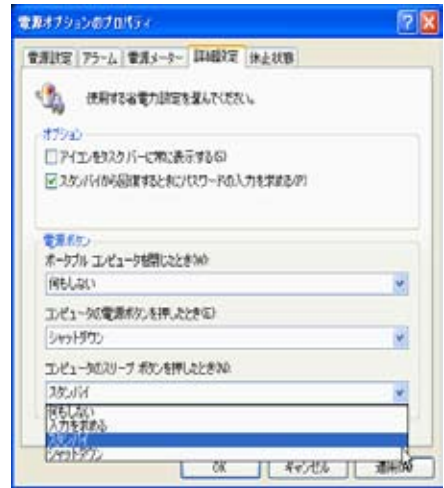 電源オプションのプロパティ
電源設定 アラーム 電源メーター 詳細設定 休止状態
使用する省電力設定を選んでください。
オプション
アイコンをタスク バーに常に表示する(S)
スタンバイから回復するときにパスワードの入力を求める(P)
電源ボタン
ポータブル コンピュータを閉じたとき(W)
何もしない
コンピュータの電源ボタンを押したとき(E)
シャットダウン
コンピュータのスリープ ボタンを押したとき(N)
スタンバイ
何もしない
入力を求める
スタンバイ
シャットダウン
OK キャンセル 適用(A)